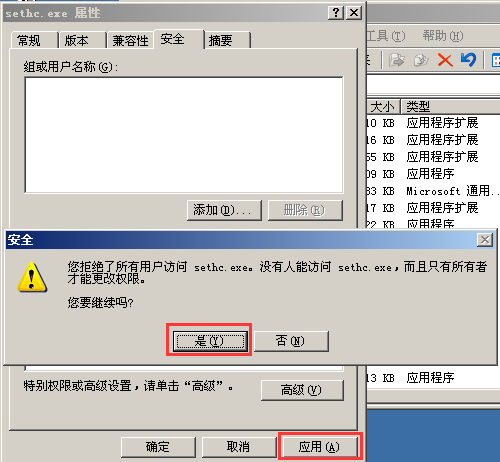 sethc.exe 属性
常规 版本 兼容性 安全 摘要
组或用户名称(G):
添加(D)... 删除(R)
工具(T) 帮助(H)
大小 类型
10 KB 应用程序扩展
16 KB 应用程序扩展
55 KB 应用程序扩展
09 KB 应用程序
33 KB Microsoft 通用..
17 KB 应用程序扩展
22 KB 应用程序
安全
您拒绝了所有用户访问 sethc.exe。没有人能访问 sethc.exe，而且只有所有者
才能更改权限。
您要继续吗?
是(Y) 否(N)
13 KB 应用程序
特别权限或高级设置，请单击“高级”。
高级(V)
确定 取消 应用(A)